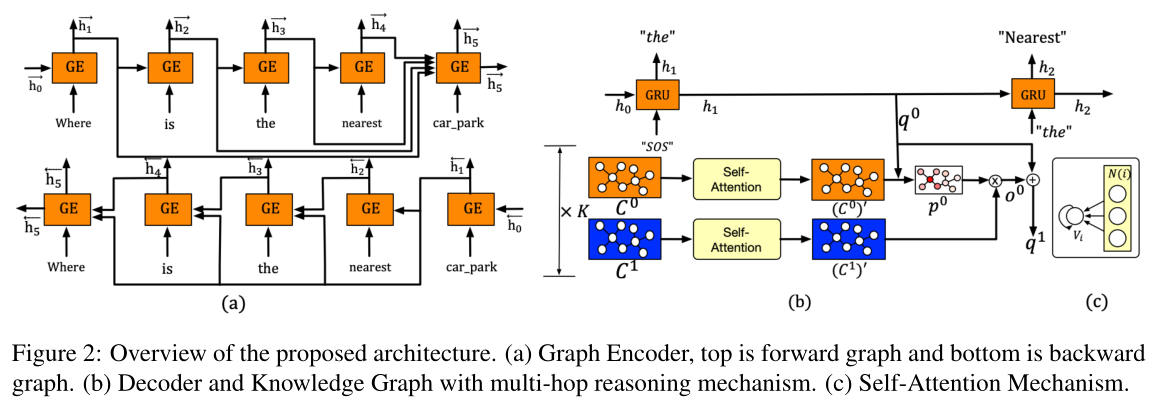 h₁ h₂ h₃ h₄ h₅
GE GE GE GE GE
h₀ h₅
Where is the nearest car_park
h₅ h₄ h₃ h₂ h₁
GE GE GE GE GE
h₅ h₀
Where is the nearest car_park
(a)
"the" "Nearest"
h₁ h₂
GRU GRU
h₀ h₁ h₂
q⁰
"SOS" "the"
Self-Attention
C⁰ (C⁰)′ p⁰ x o⁰ +
× K
Self-Attention
C¹ (C¹)′ q¹
N(i)
Vᵢ
(b) (c)
Figure 2: Overview of the proposed architecture. (a) Graph Encoder, top is forward graph and bottom is backward
graph. (b) Decoder and Knowledge Graph with multi-hop reasoning mechanism. (c) Self-Attention Mechanism.